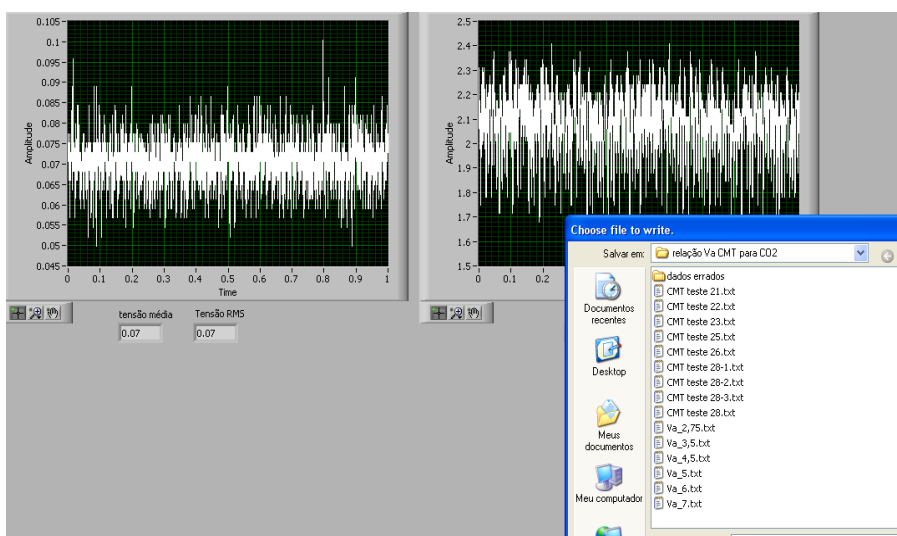 0.105
0.1
0.095
0.09
0.085
0.08
0.075
0.07
0.065
0.06
0.055
0.05
0.045
Amplitude
0 0.1 0.2 0.3 0.4 0.5 0.6 0.7 0.8 0.9 1
Time
tensão média Tensão RMS
0.07 0.07
2.5
2.4
2.3
2.2
2.1
2
1.9
1.8
1.7
1.6
1.5
Amplitude
0 0.1 0.2
Choose file to write.
Salvar em: relação Va CMT para CO2
Documentos
recentes
Desktop
Meus
documentos
Meu computador
dados errados
CMT teste 21.txt
CMT teste 22.txt
CMT teste 23.txt
CMT teste 25.txt
CMT teste 26.txt
CMT teste 28-1.txt
CMT teste 28-2.txt
CMT teste 28-3.txt
CMT teste 28.txt
Va_2,75.txt
Va_3,5.txt
Va_4,5.txt
Va_5.txt
Va_6.txt
Va_7.txt